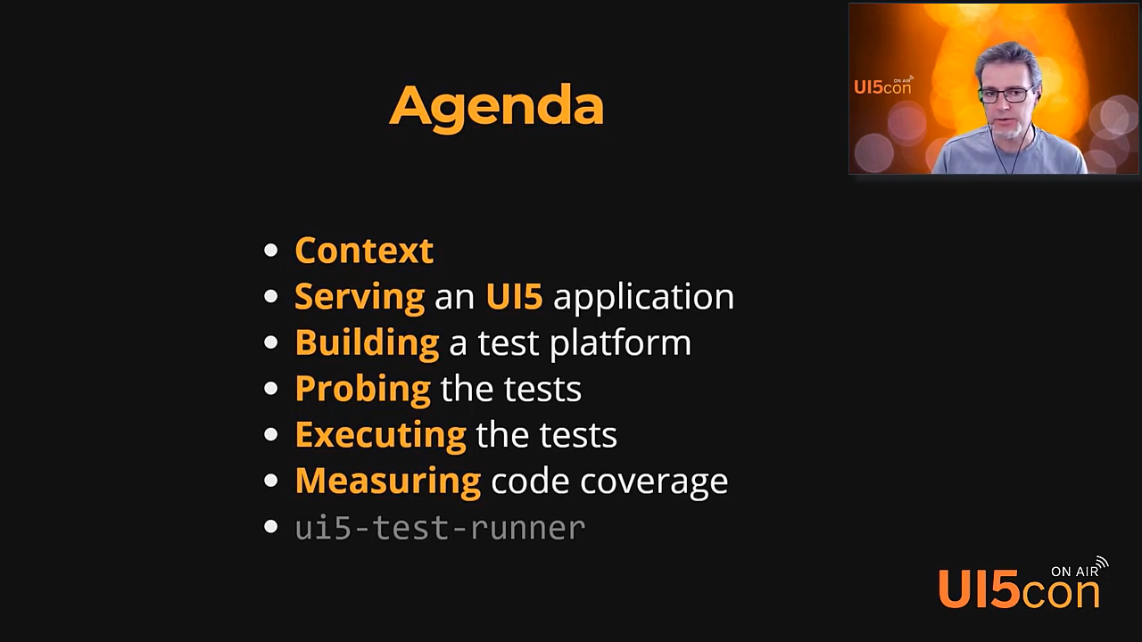 Agenda
ON AIR
UI5con
• Context
• Serving an UI5 application
• Building a test platform
• Probing the tests
• Executing the tests
• Measuring code coverage
• ui5-test-runner
ON AIR
UI5con